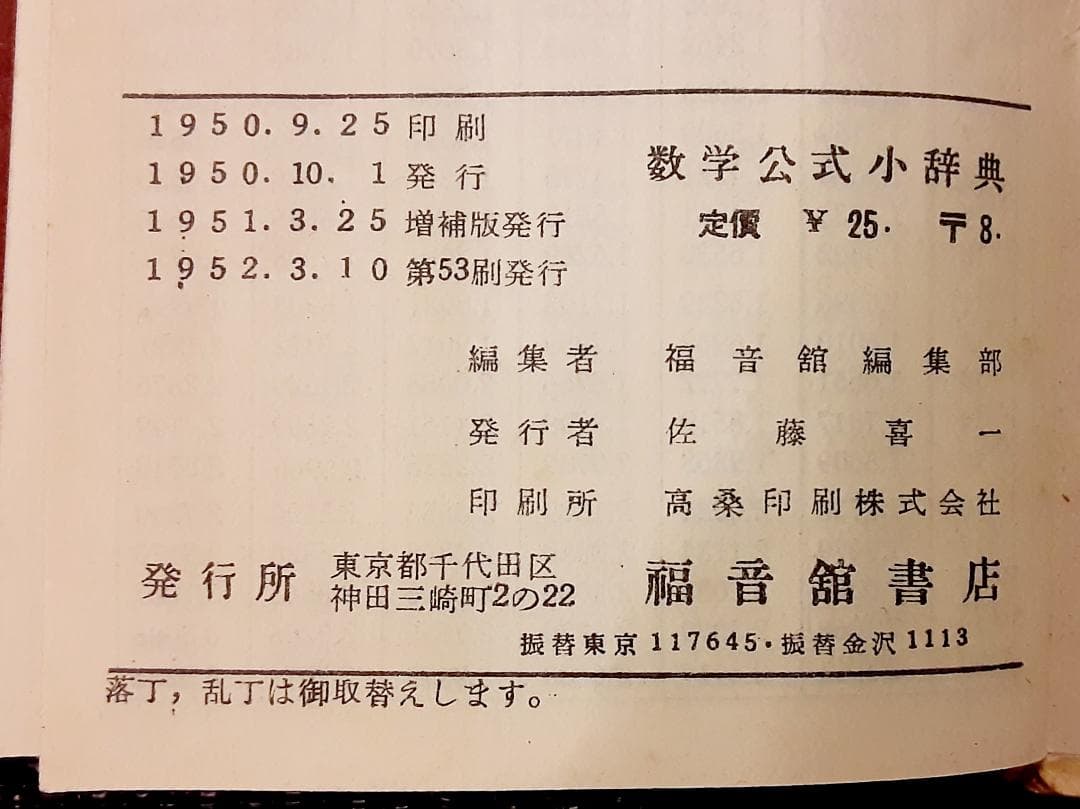 1950.9.25 印刷
1950.10. 1 発行
1951.3.25 増補版発行
1952.3.10 第53刷発行
数学公式小辞典
定價 ¥25. 〒8.
編集者 福音舘編集部
発行者 佐藤喜一
印刷所 高桑印刷株式会社
発行所 東京都千代田区
神田三崎町2の22
福音舘書店
振替東京 117645・振替金沢 1113
落丁，乱丁は御取替えします。